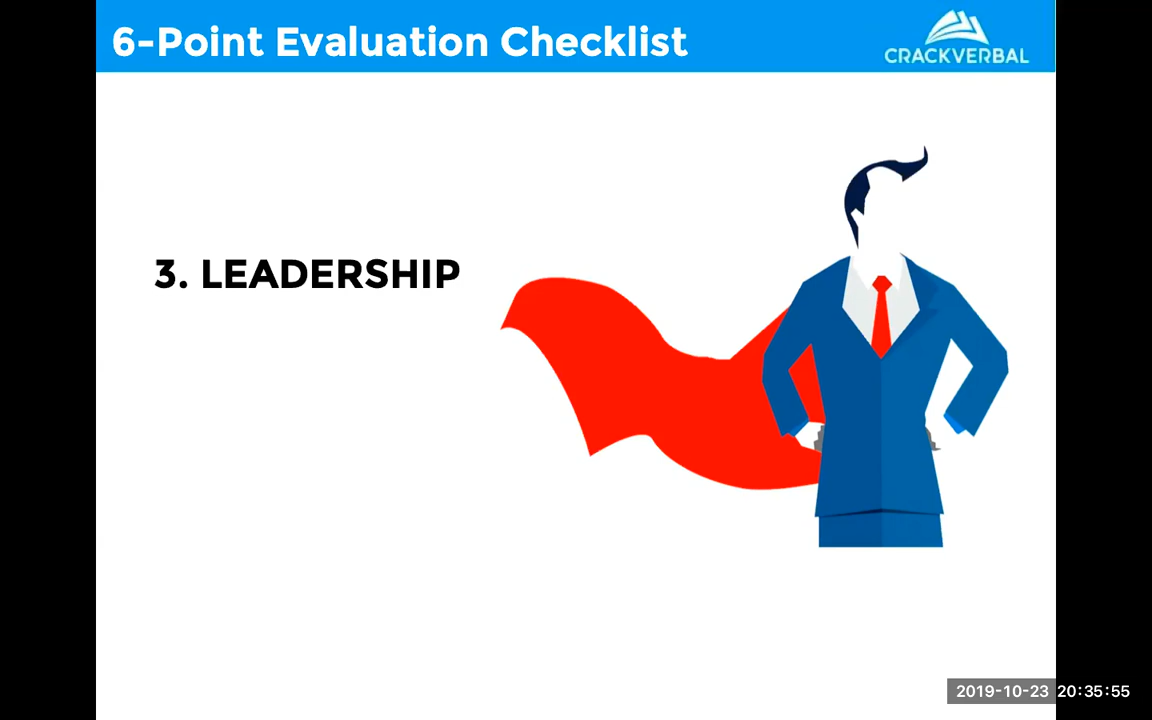 6-Point Evaluation Checklist
CRACKVERBAL
3. LEADERSHIP
2019-10-23 20:35:55